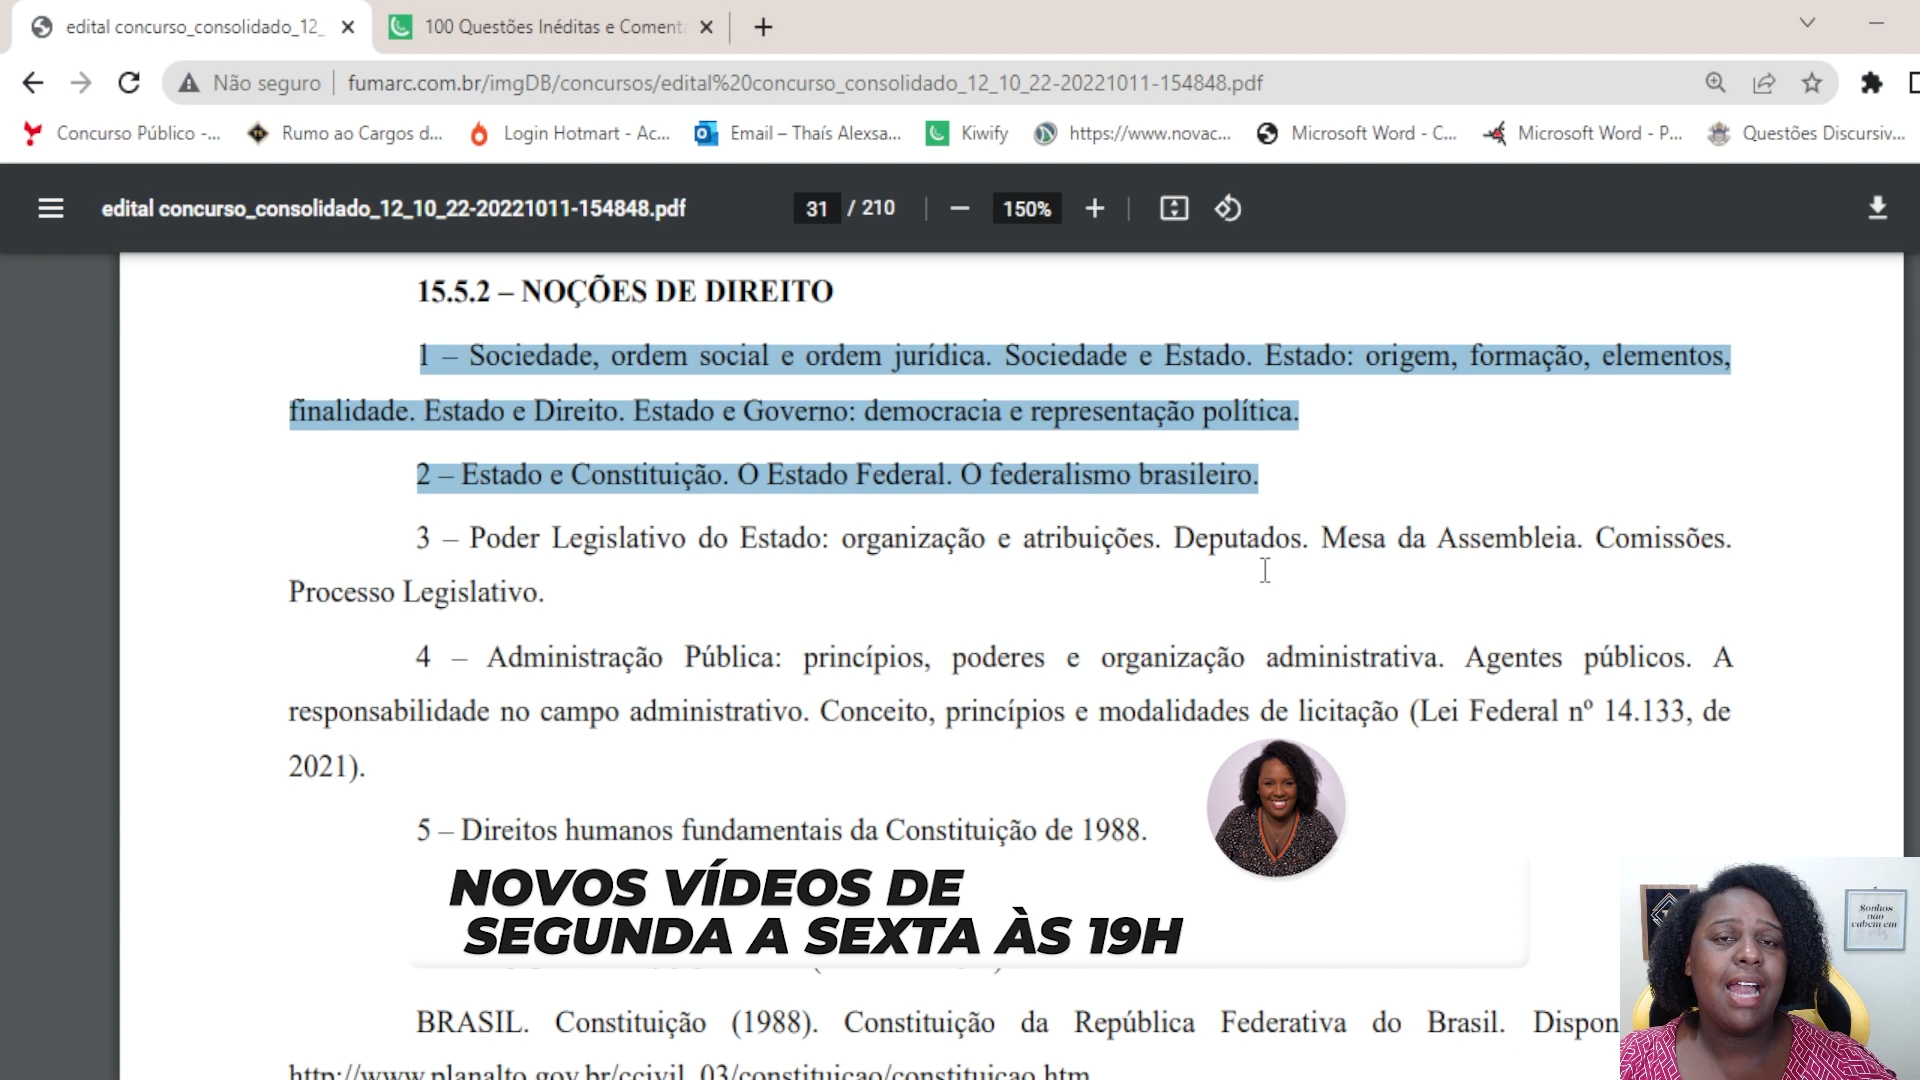 edital concurso_consolidado_12_
100 Questões Inéditas e Coment
Não seguro
fumarc.com.br/imgDB/concursos/edital%20concurso_consolidado_12_10_22-20221011-154848.pdf
Concurso Público -...
Rumo ao Cargos d...
Login Hotmart - Ac...
Email – Thaís Alexsa...
Kiwify
https://www.novac...
Microsoft Word - C...
Microsoft Word - P...
Questões Discursiv...
edital concurso_consolidado_12_10_22-20221011-154848.pdf
31 / 210
150%
15.5.2 – NOÇÕES DE DIREITO
1 – Sociedade, ordem social e ordem jurídica. Sociedade e Estado. Estado: origem, formação, elementos,
finalidade. Estado e Direito. Estado e Governo: democracia e representação política.
2 – Estado e Constituição. O Estado Federal. O federalismo brasileiro.
3 – Poder Legislativo do Estado: organização e atribuições. Deputados. Mesa da Assembleia. Comissões.
Processo Legislativo.
4 – Administração Pública: princípios, poderes e organização administrativa. Agentes públicos. A
responsabilidade no campo administrativo. Conceito, princípios e modalidades de licitação (Lei Federal nº 14.133, de
2021).
5 – Direitos humanos fundamentais da Constituição de 1988.
NOVOS VÍDEOS DE
SEGUNDA A SEXTA ÀS 19H
Sonhos
não
cabem em
BRASIL. Constituição (1988). Constituição da República Federativa do Brasil. Dispon
http://www.planalto.gov.br/ccivil_03/constituicao/constituicao.htm